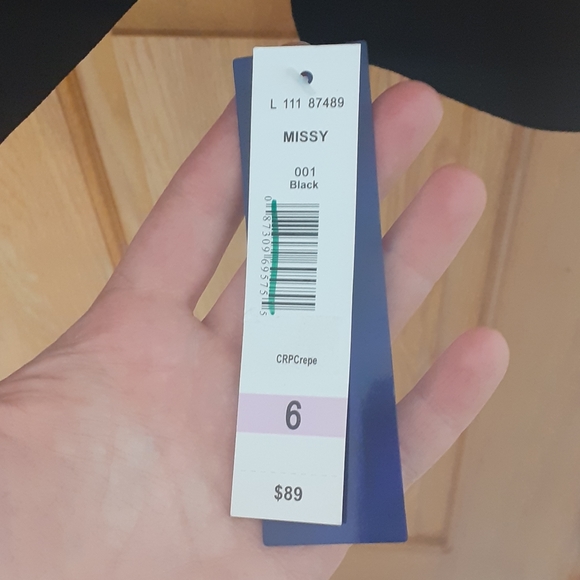 L 111 87489
MISSY
001
Black
CRPCrepe
6
$89